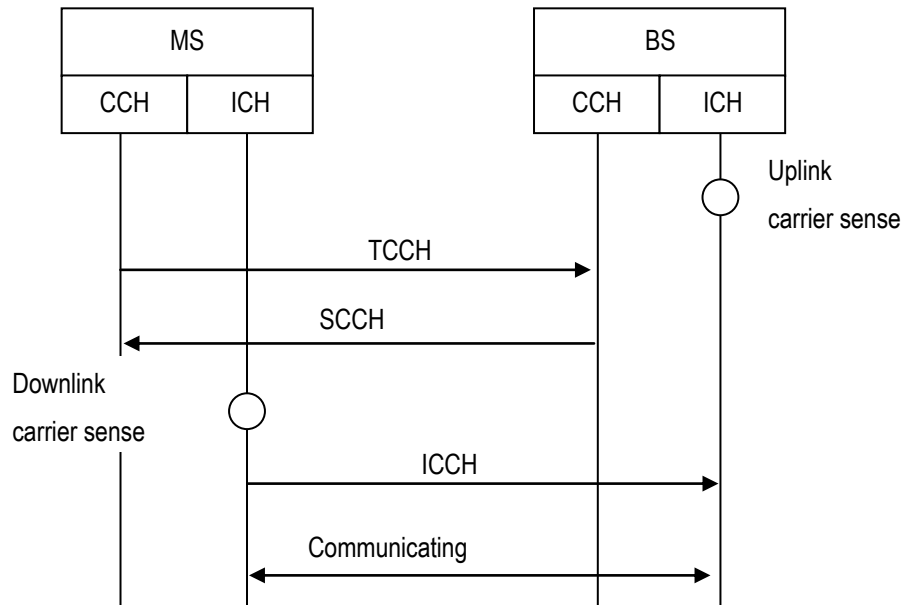 MS
BS
CCH
ICH
CCH
ICH
Uplink
carrier sense
TCCH
SCCH
Downlink
carrier sense
ICCH
Communicating